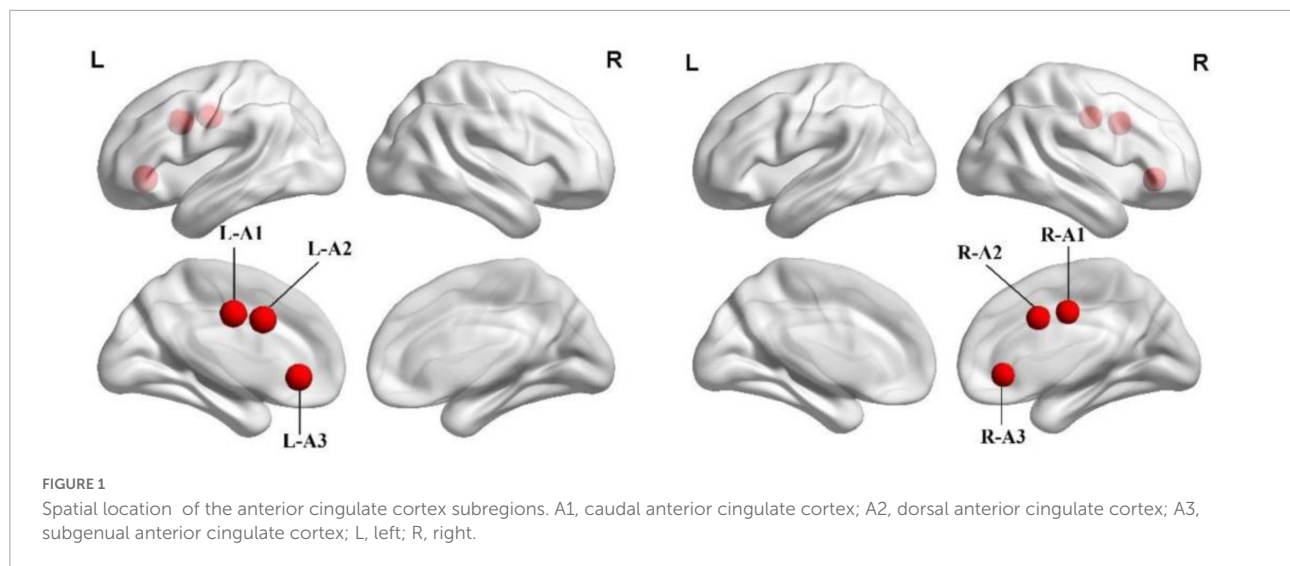 L R L R
L-A1
L-A2
R-A1
R-A2
L-A3
R-A3
FIGURE 1
Spatial location of the anterior cingulate cortex subregions. A1, caudal anterior cingulate cortex; A2, dorsal anterior cingulate cortex; A3,
subgenual anterior cingulate cortex; L, left; R, right.